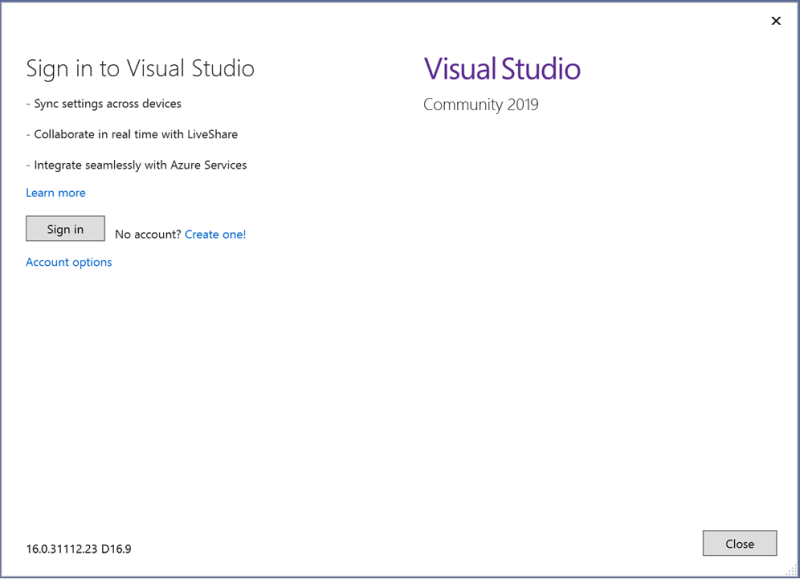 Sign in to Visual Studio
- Sync settings across devices
- Collaborate in real time with LiveShare
- Integrate seamlessly with Azure Services
Learn more
Sign in
No account? Create one!
Account options
16.0.31112.23 D16.9
Visual Studio
Community 2019
Close